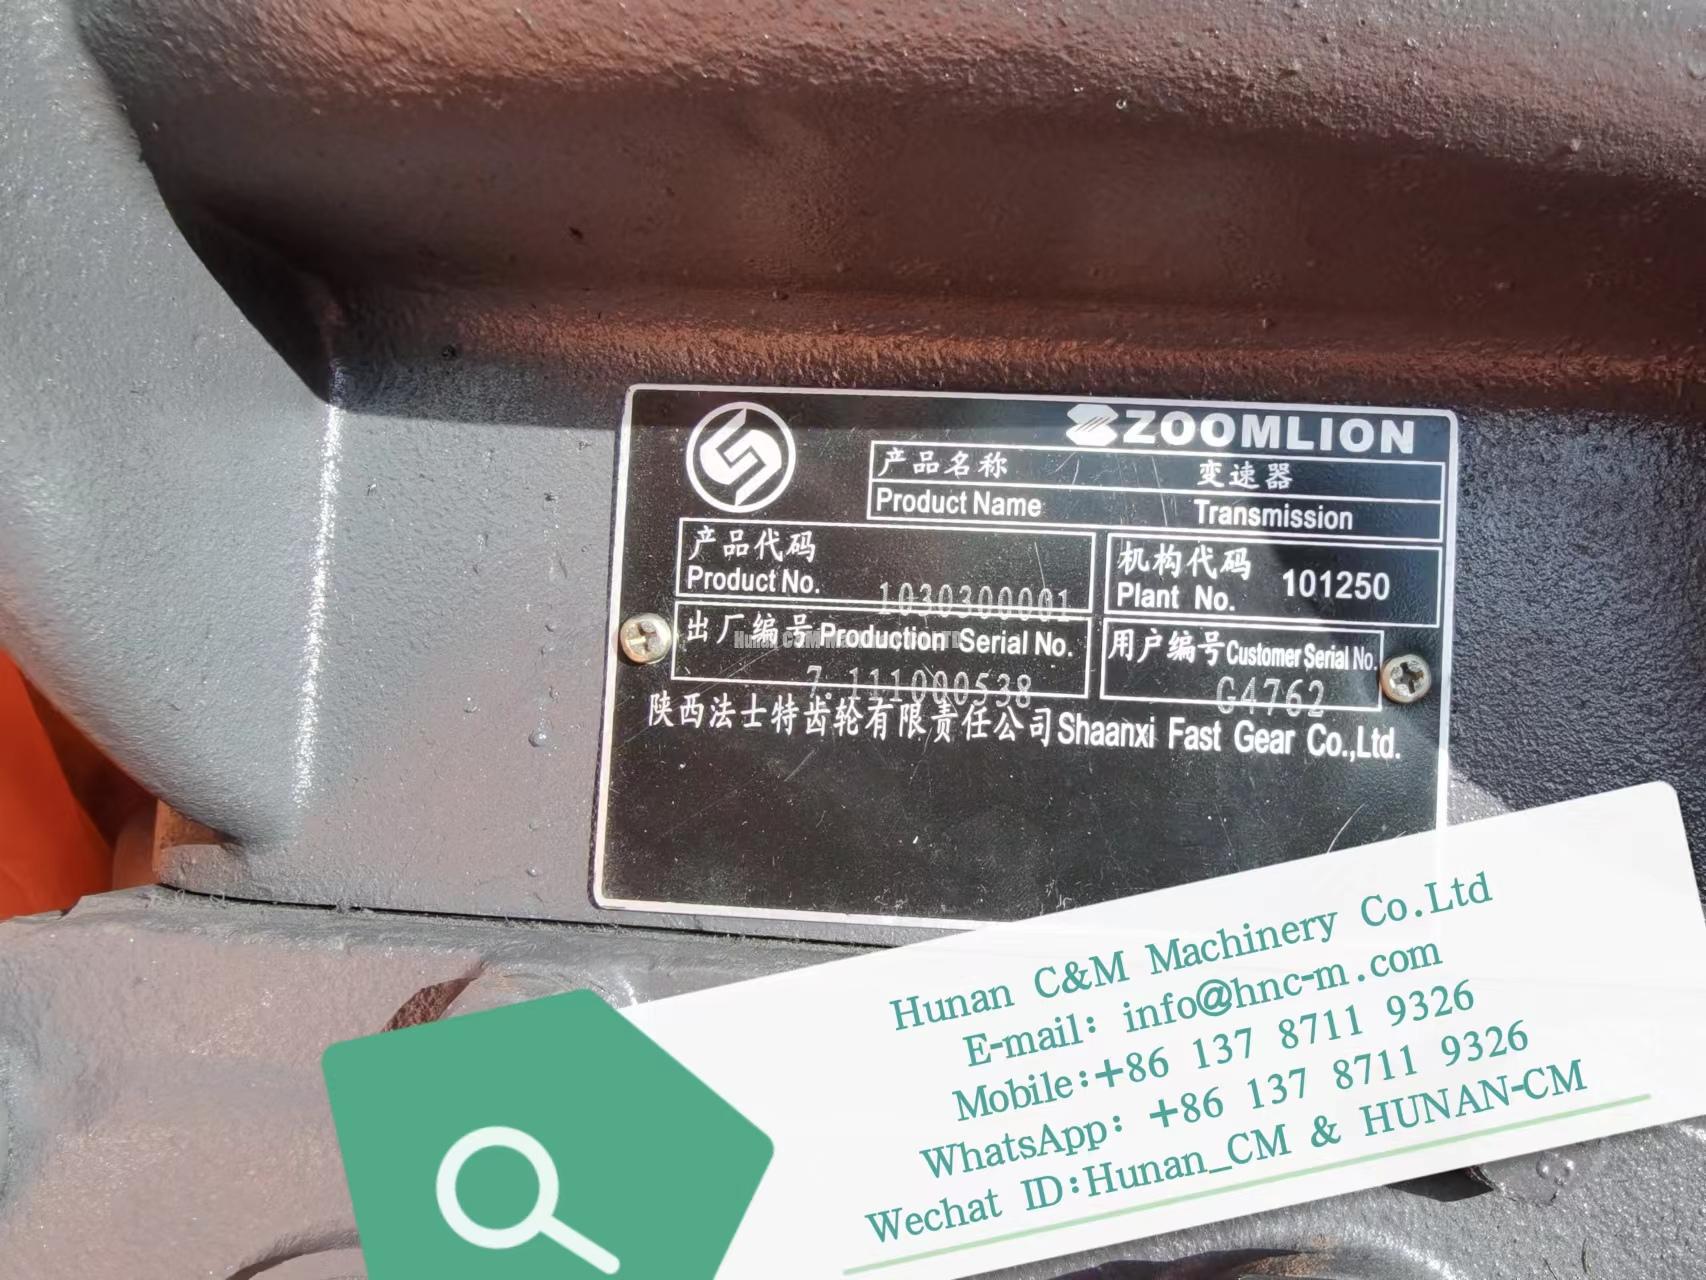 ZOOMLION
产品名称 变速器
Product Name Transmission
产品代码
Product No. 1030300001
机构代码
Plant No. 101250
出厂编号 Production Serial No.
7.111000538
用户编号 Customer Serial No.
G4762
陕西法士特齿轮有限责任公司 Shaanxi Fast Gear Co.,Ltd.
Hunan C&M Machinery Co.Ltd
E-mail: info@hnc-m.com
Mobile:+86 137 8711 9326
WhatsApp: +86 137 8711 9326
Wechat ID:Hunan_CM & HUNAN-CM